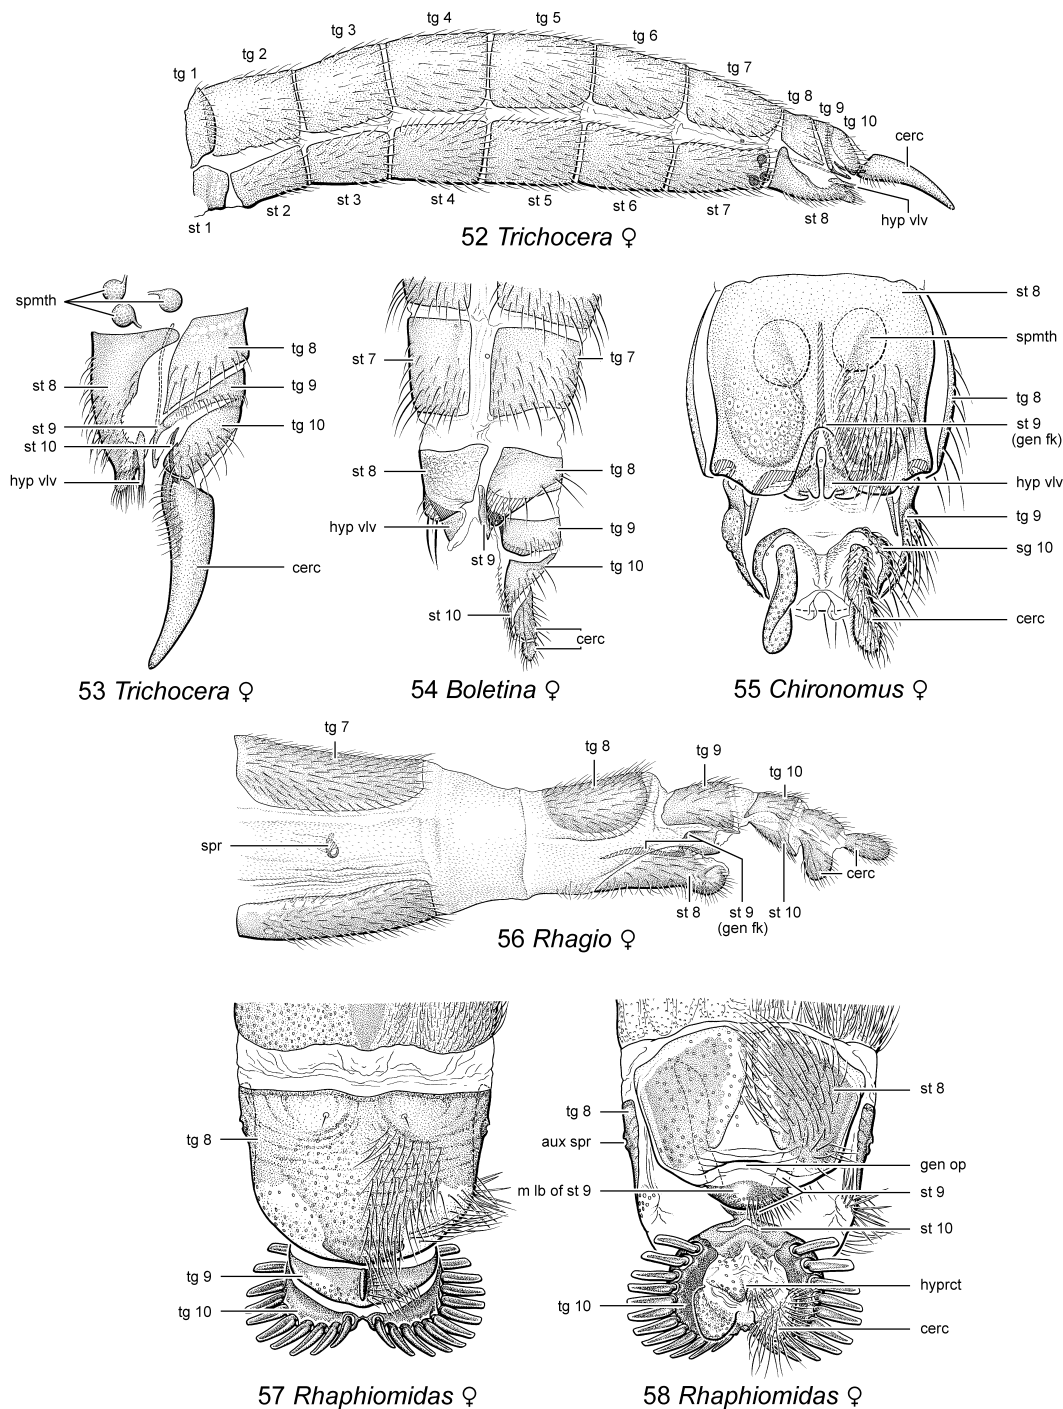 tg 1
tg 2
tg 3
tg 4
tg 5
tg 6
tg 7
tg 8
tg 9
tg 10
cerc
st 1
st 2
st 3
st 4
st 5
st 6
st 7
st 8
hyp vlv
52 Trichocera ♀
spmth
st 8
st 9
st 10
hyp vlv
tg 8
tg 9
tg 10
cerc
53 Trichocera ♀
st 7
tg 7
st 8
tg 8
hyp vlv
st 9
tg 9
tg 10
st 10
cerc
54 Boletina ♀
st 8
spmth
tg 8
st 9
(gen fk)
hyp vlv
tg 9
sg 10
cerc
55 Chironomus ♀
tg 7
tg 8
tg 9
tg 10
spr
cerc
st 8
st 9
(gen fk)
st 10
56 Rhagio ♀
tg 8
tg 9
tg 10
57 Rhaphiomidas ♀
tg 8
aux spr
m lb of st 9
tg 10
st 8
gen op
st 9
st 10
hyprct
cerc
58 Rhaphiomidas ♀